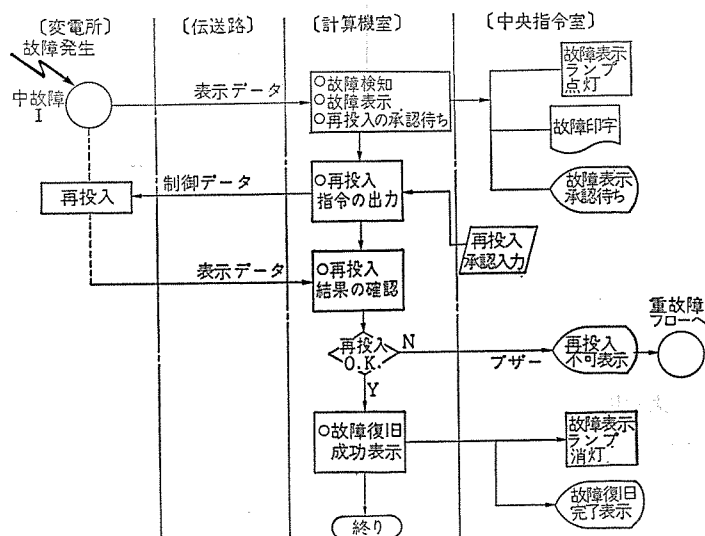 〔変電所〕
〔伝送路〕
〔計算機室〕
〔中央指令室〕
故障発生
中故障
I
表示データ
○故障検知
○故障表示
○再投入の承認待ち
故障表示
ランプ
点灯
故障印字
故障表示
承認待ち
再投入
制御データ
○再投入
指令の出力
再投入
承認入力
表示データ
○再投入
結果の確認
再投入
O.K.
N
ブザー
再投入
不可表示
重故障
フローへ
Y
○故障復旧
成功表示
故障表示
ランプ
消灯
故障復旧
完了表示
終り